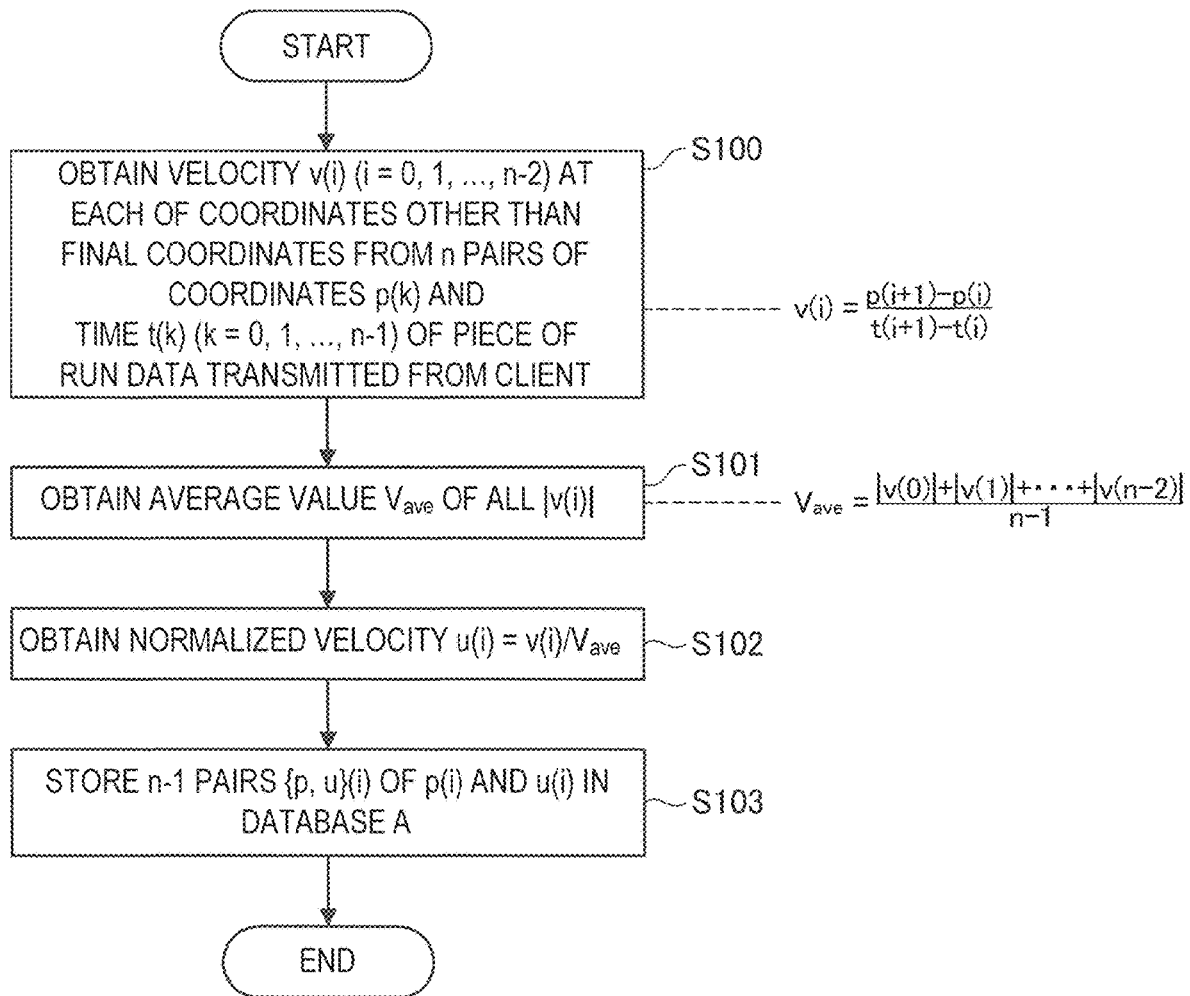 START
S100
OBTAIN VELOCITY v(i) (i = 0, 1, ..., n-2) AT
EACH OF COORDINATES OTHER THAN
FINAL COORDINATES FROM n PAIRS OF
COORDINATES p(k) AND
TIME t(k) (k = 0, 1, ..., n-1) OF PIECE OF
RUN DATA TRANSMITTED FROM CLIENT
v(i) = p(i+1)-p(i)
t(i+1)-t(i)
S101
OBTAIN AVERAGE VALUE Vave OF ALL |v(i)|
Vave = |v(0)|+|v(1)|+···+|v(n-2)|
n-1
OBTAIN NORMALIZED VELOCITY u(i) = v(i)/Vave
S102
STORE n-1 PAIRS {p, u}(i) OF p(i) AND u(i) IN
DATABASE A
S103
END